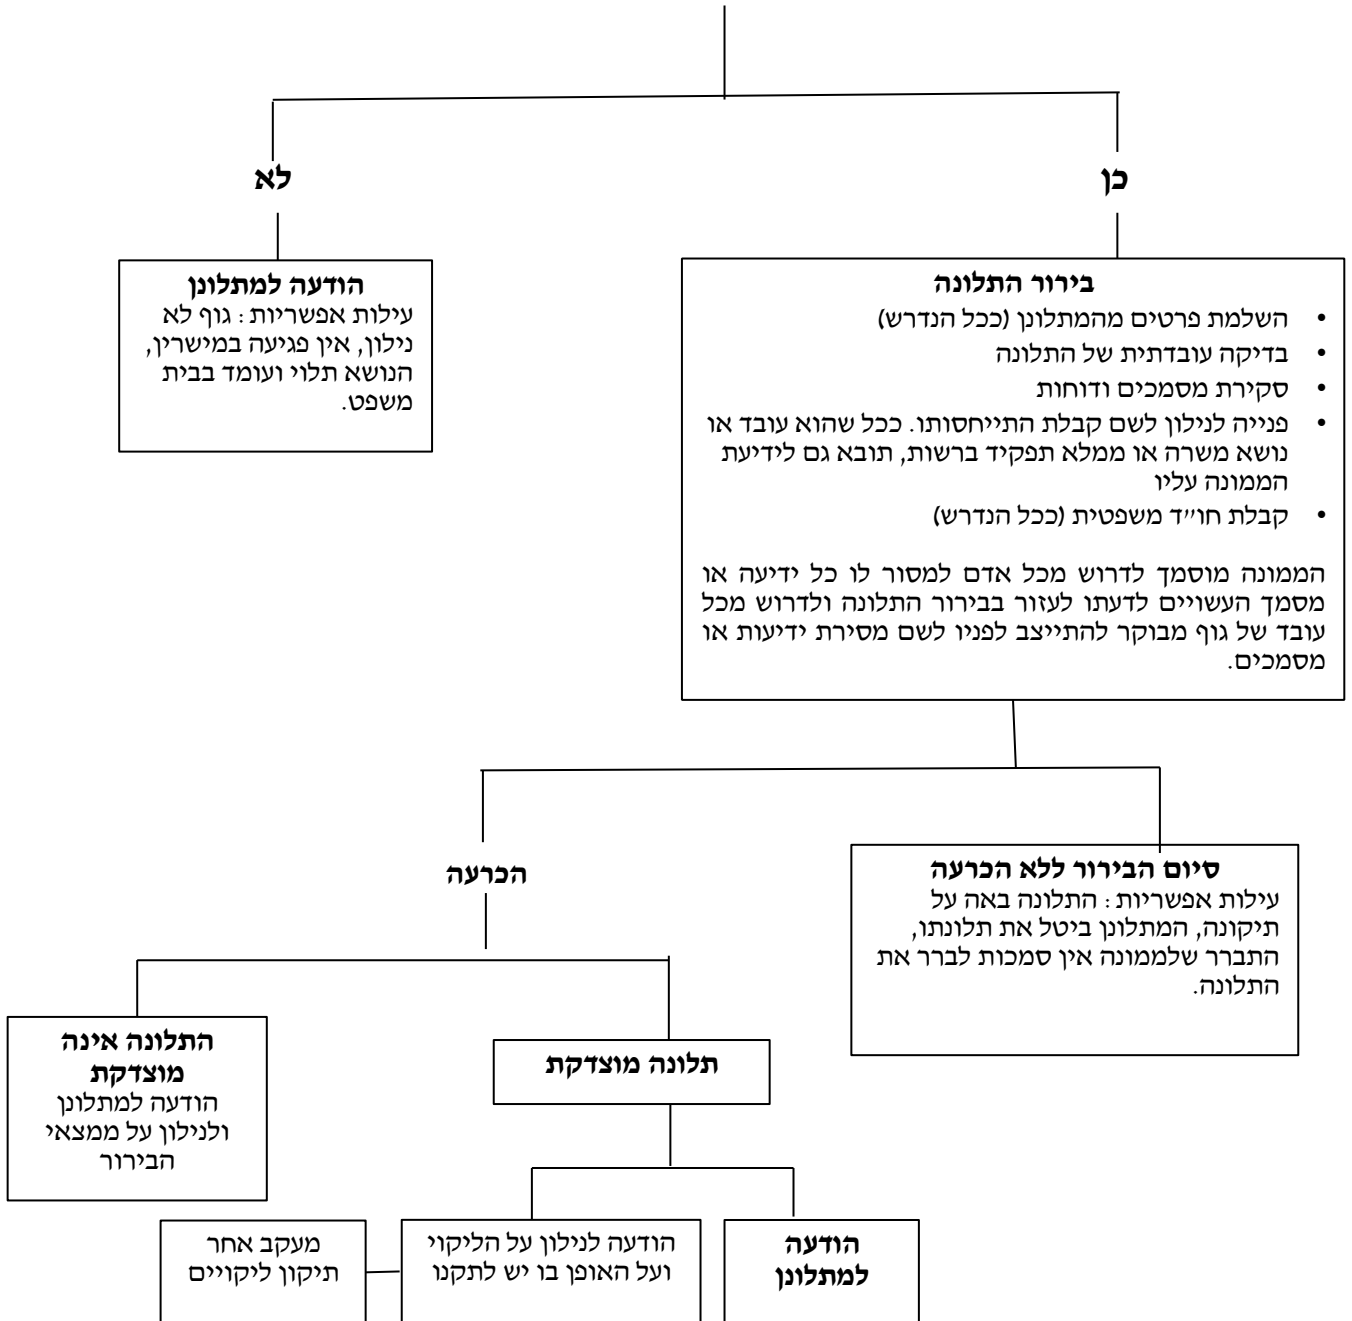 כן
לא
בירור התלונה
• השלמת פרטים מהמתלונן (ככל הנדרש)
• בדיקה עובדתית של התלונה
• סקירת מסמכים ודוחות
• פנייה לנילון לשם קבלת התייחסותו. ככל שהוא עובד או
נושא משרה או ממלא תפקיד ברשות, תובא גם לידיעת
הממונה עליו
• קבלת חו״ד משפטית (ככל הנדרש)
הממונה מוסמך לדרוש מכל אדם למסור לו כל ידיעה או
מסמך העשויים לדעתו לעזור בבירור התלונה ולדרוש מכל
עובד של גוף מבוקר להתייצב לפניו לשם מסירת ידיעות או
מסמכים.
הודעה למתלונן
עילות אפשריות: גוף לא
נילון, אין פגיעה במישרין,
הנושא תלוי ועומד בבית
משפט.
סיום הבירור ללא הכרעה
עילות אפשריות: התלונה באה על
תיקונה, המתלונן ביטל את תלונתו,
התברר שלממונה אין סמכות לברר את
התלונה.
הכרעה
תלונה מוצדקת
התלונה אינה
מוצדקת
הודעה למתלונן
ולנילון על ממצאי
הבירור
הודעה
למתלונן
הודעה לנילון על הליקוי
ועל האופן בו יש לתקנו
מעקב אחר
תיקון ליקויים